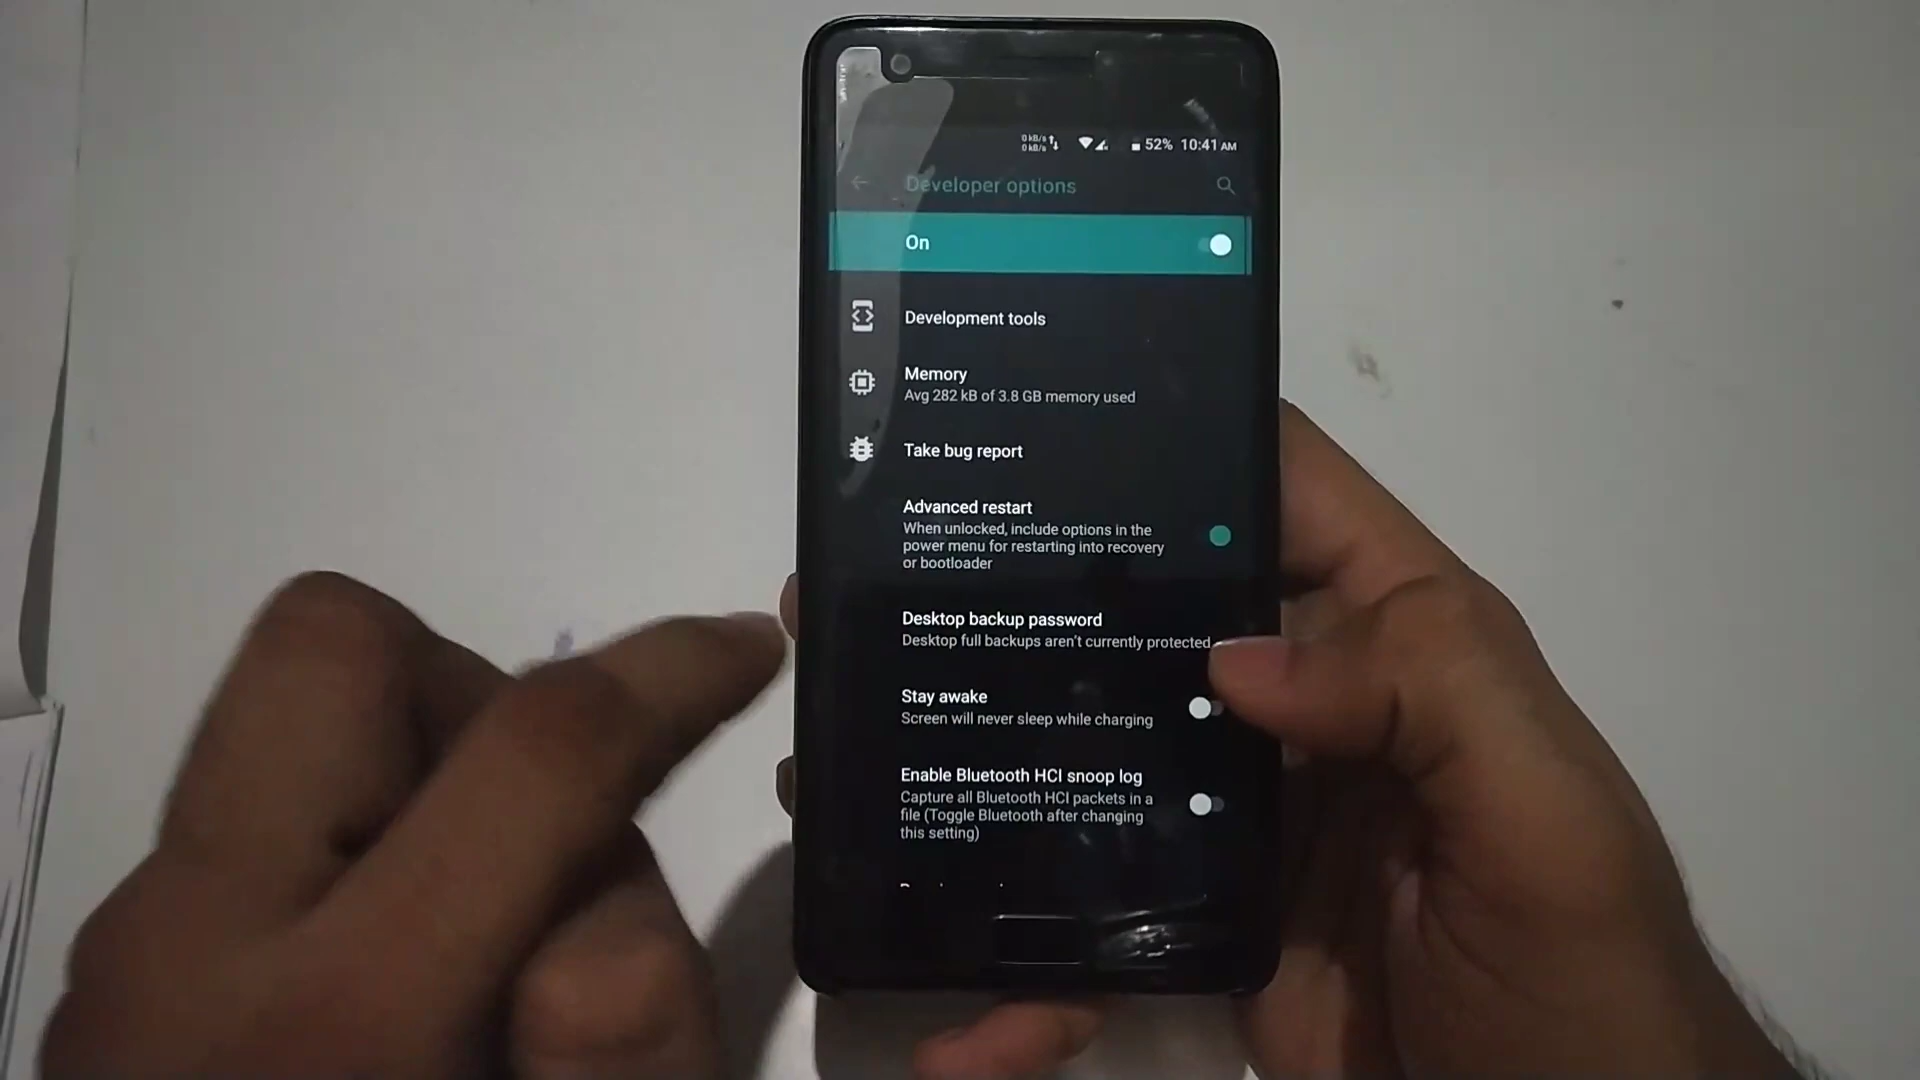 0 kB/s
0 kB/s
52% 10:41 AM
Developer options
On
Development tools
Memory
Avg 282 kB of 3.8 GB memory used
Take bug report
Advanced restart
When unlocked, include options in the
power menu for restarting into recovery
or bootloader
Desktop backup password
Desktop full backups aren't currently protected
Stay awake
Screen will never sleep while charging
Enable Bluetooth HCI snoop log
Capture all Bluetooth HCI packets in a
file (Toggle Bluetooth after changing
this setting)